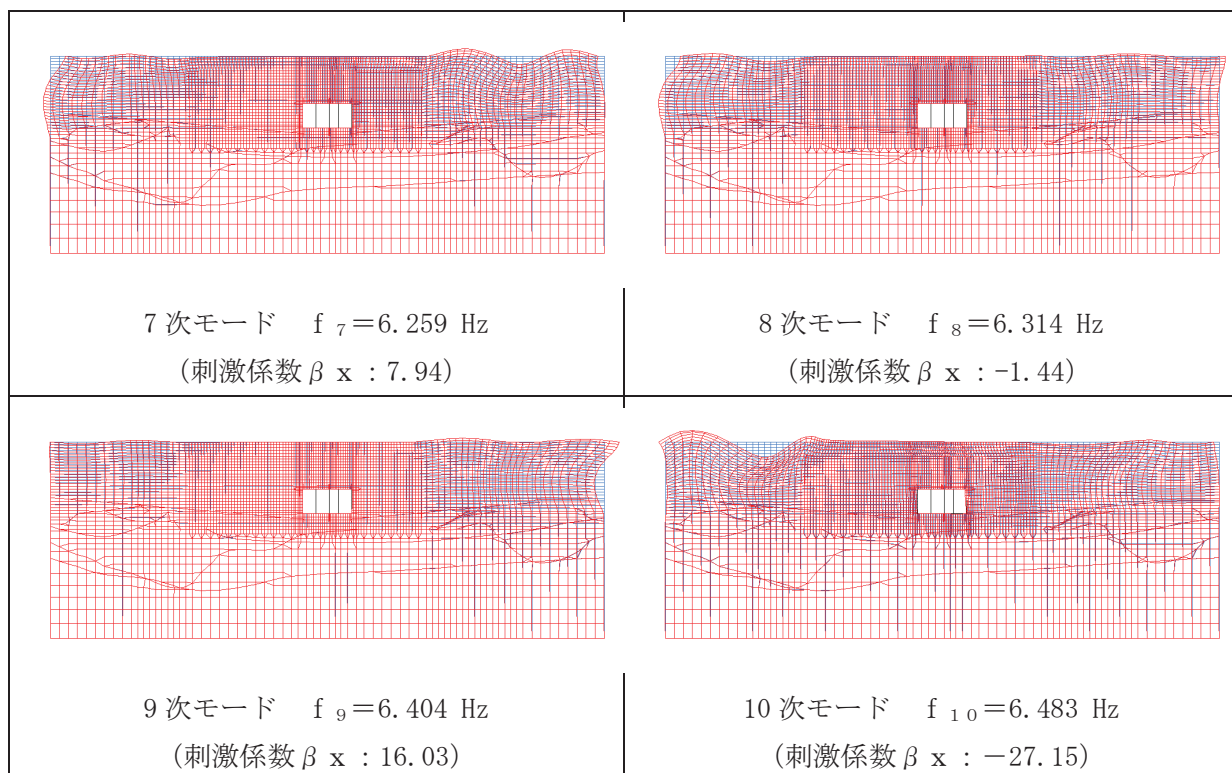 7 次モード f ₇＝6.259 Hz
(刺激係数β x : 7.94)
8 次モード f ₈＝6.314 Hz
(刺激係数β x : -1.44)
9 次モード f ₉＝6.404 Hz
(刺激係数β x : 16.03)
10 次モード f ₁₀＝6.483 Hz
(刺激係数β x : －27.15)